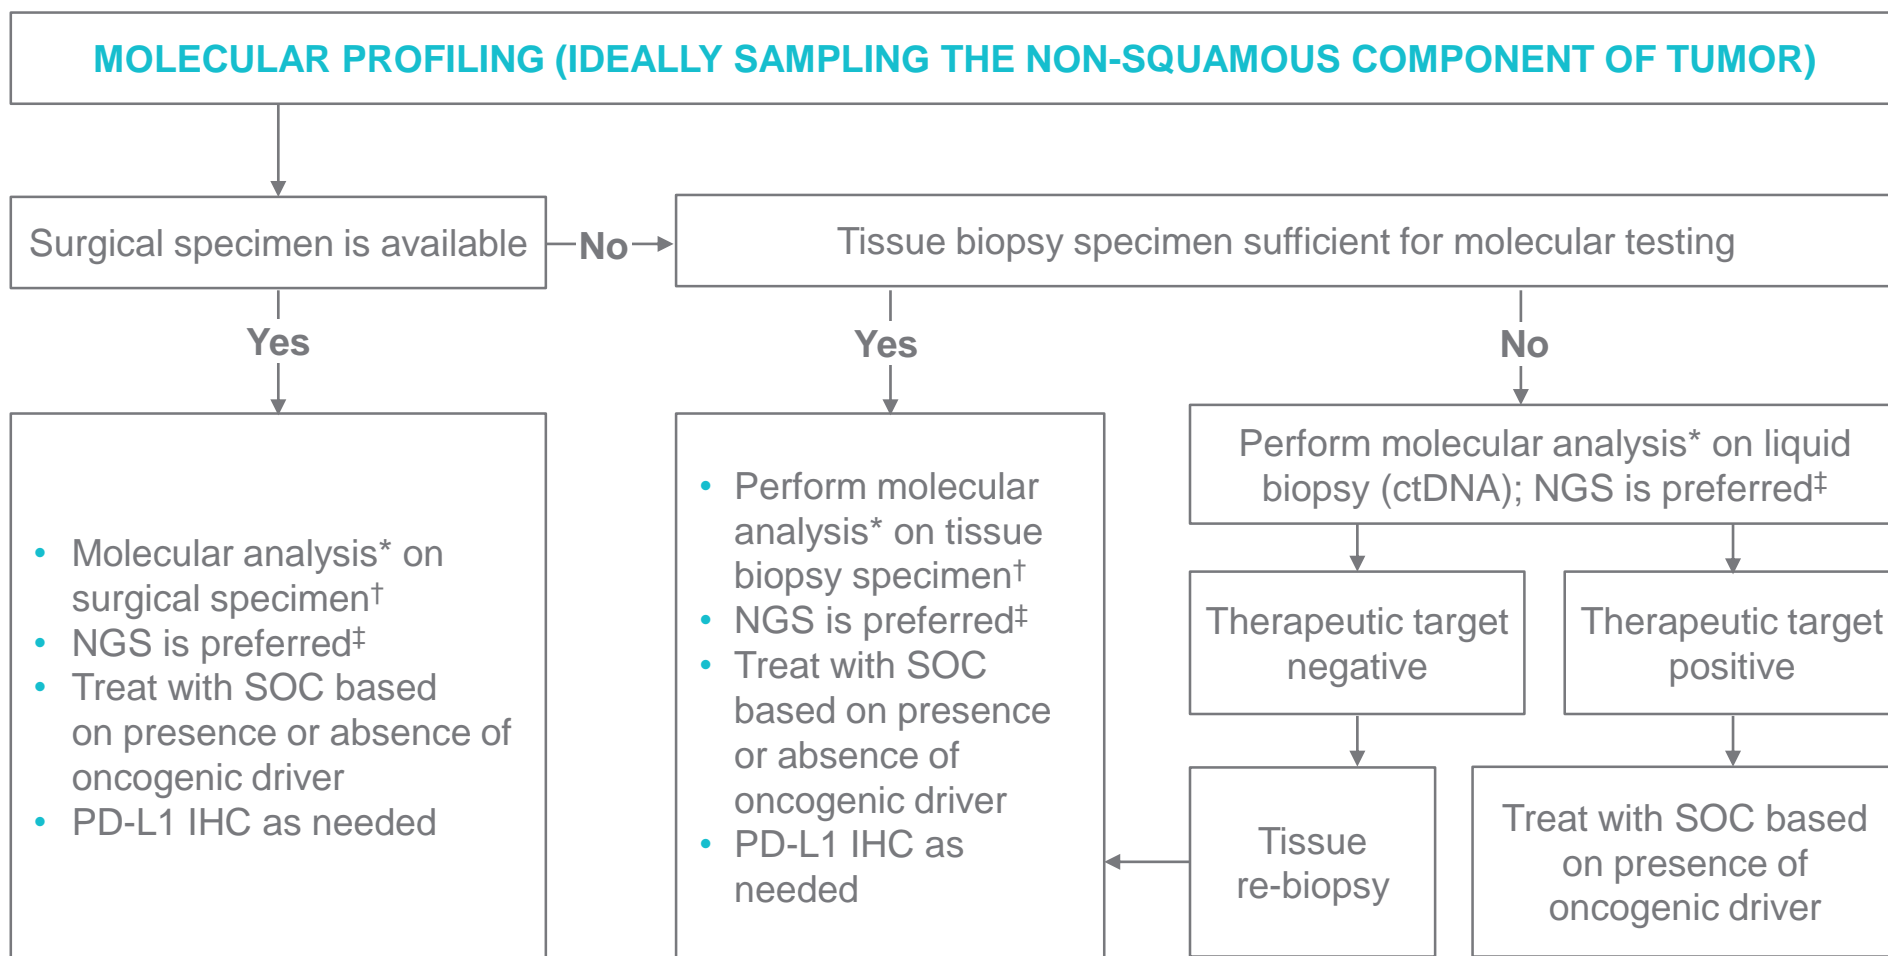 MOLECULAR PROFILING (IDEALLY SAMPLING THE NON-SQUAMOUS COMPONENT OF TUMOR)
Surgical specimen is available
No
Tissue biopsy specimen sufficient for molecular testing
Yes
Yes
No
• Molecular analysis* on
surgical specimen†
• NGS is preferred‡
• Treat with SOC based
on presence or absence of
oncogenic driver
• PD-L1 IHC as needed
• Perform molecular
analysis* on tissue
biopsy specimen†
• NGS is preferred‡
• Treat with SOC
based on presence
or absence of
oncogenic driver
• PD-L1 IHC as
needed
Perform molecular analysis* on liquid
biopsy (ctDNA); NGS is preferred‡
Therapeutic target
negative
Therapeutic target
positive
Tissue
re-biopsy
Treat with SOC based
on presence of
oncogenic driver